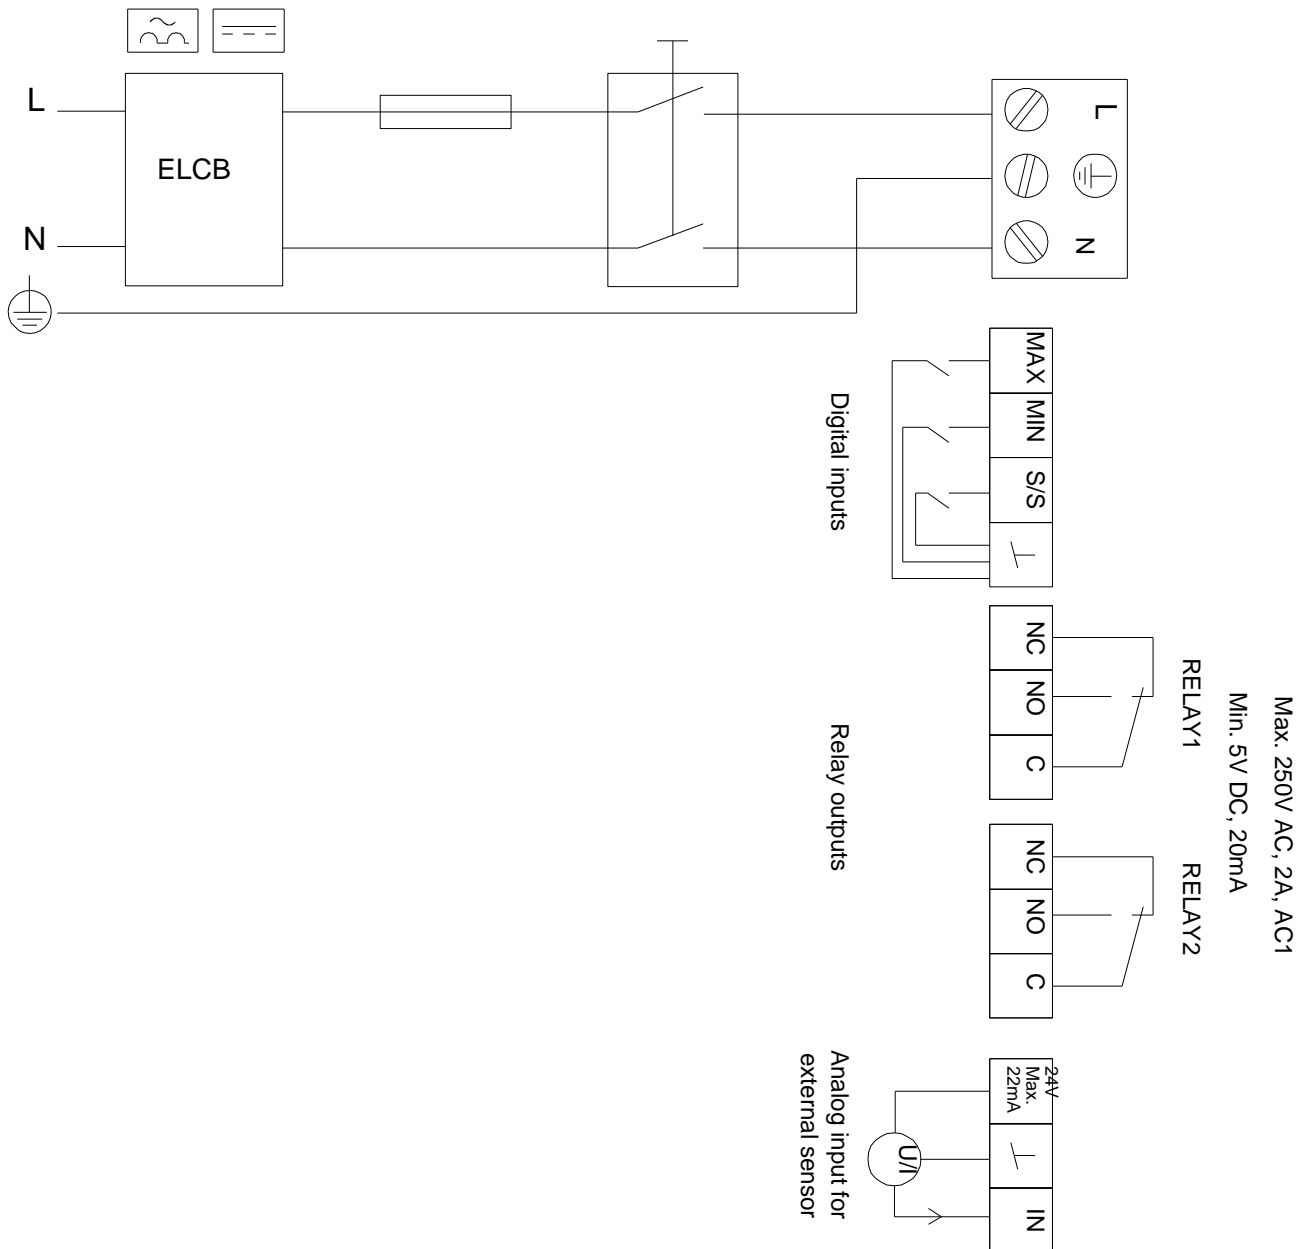 L
ELCB
N
L
N
MAX
MIN
S/S
Digital inputs
NC
NO
C
RELAY1
Relay outputs
Max. 250V AC, 2A, AC1
Min. 5V DC, 20mA
NC
NO
C
RELAY2
24V
Max.
22mA
IN
U/I
Analog input for
external sensor